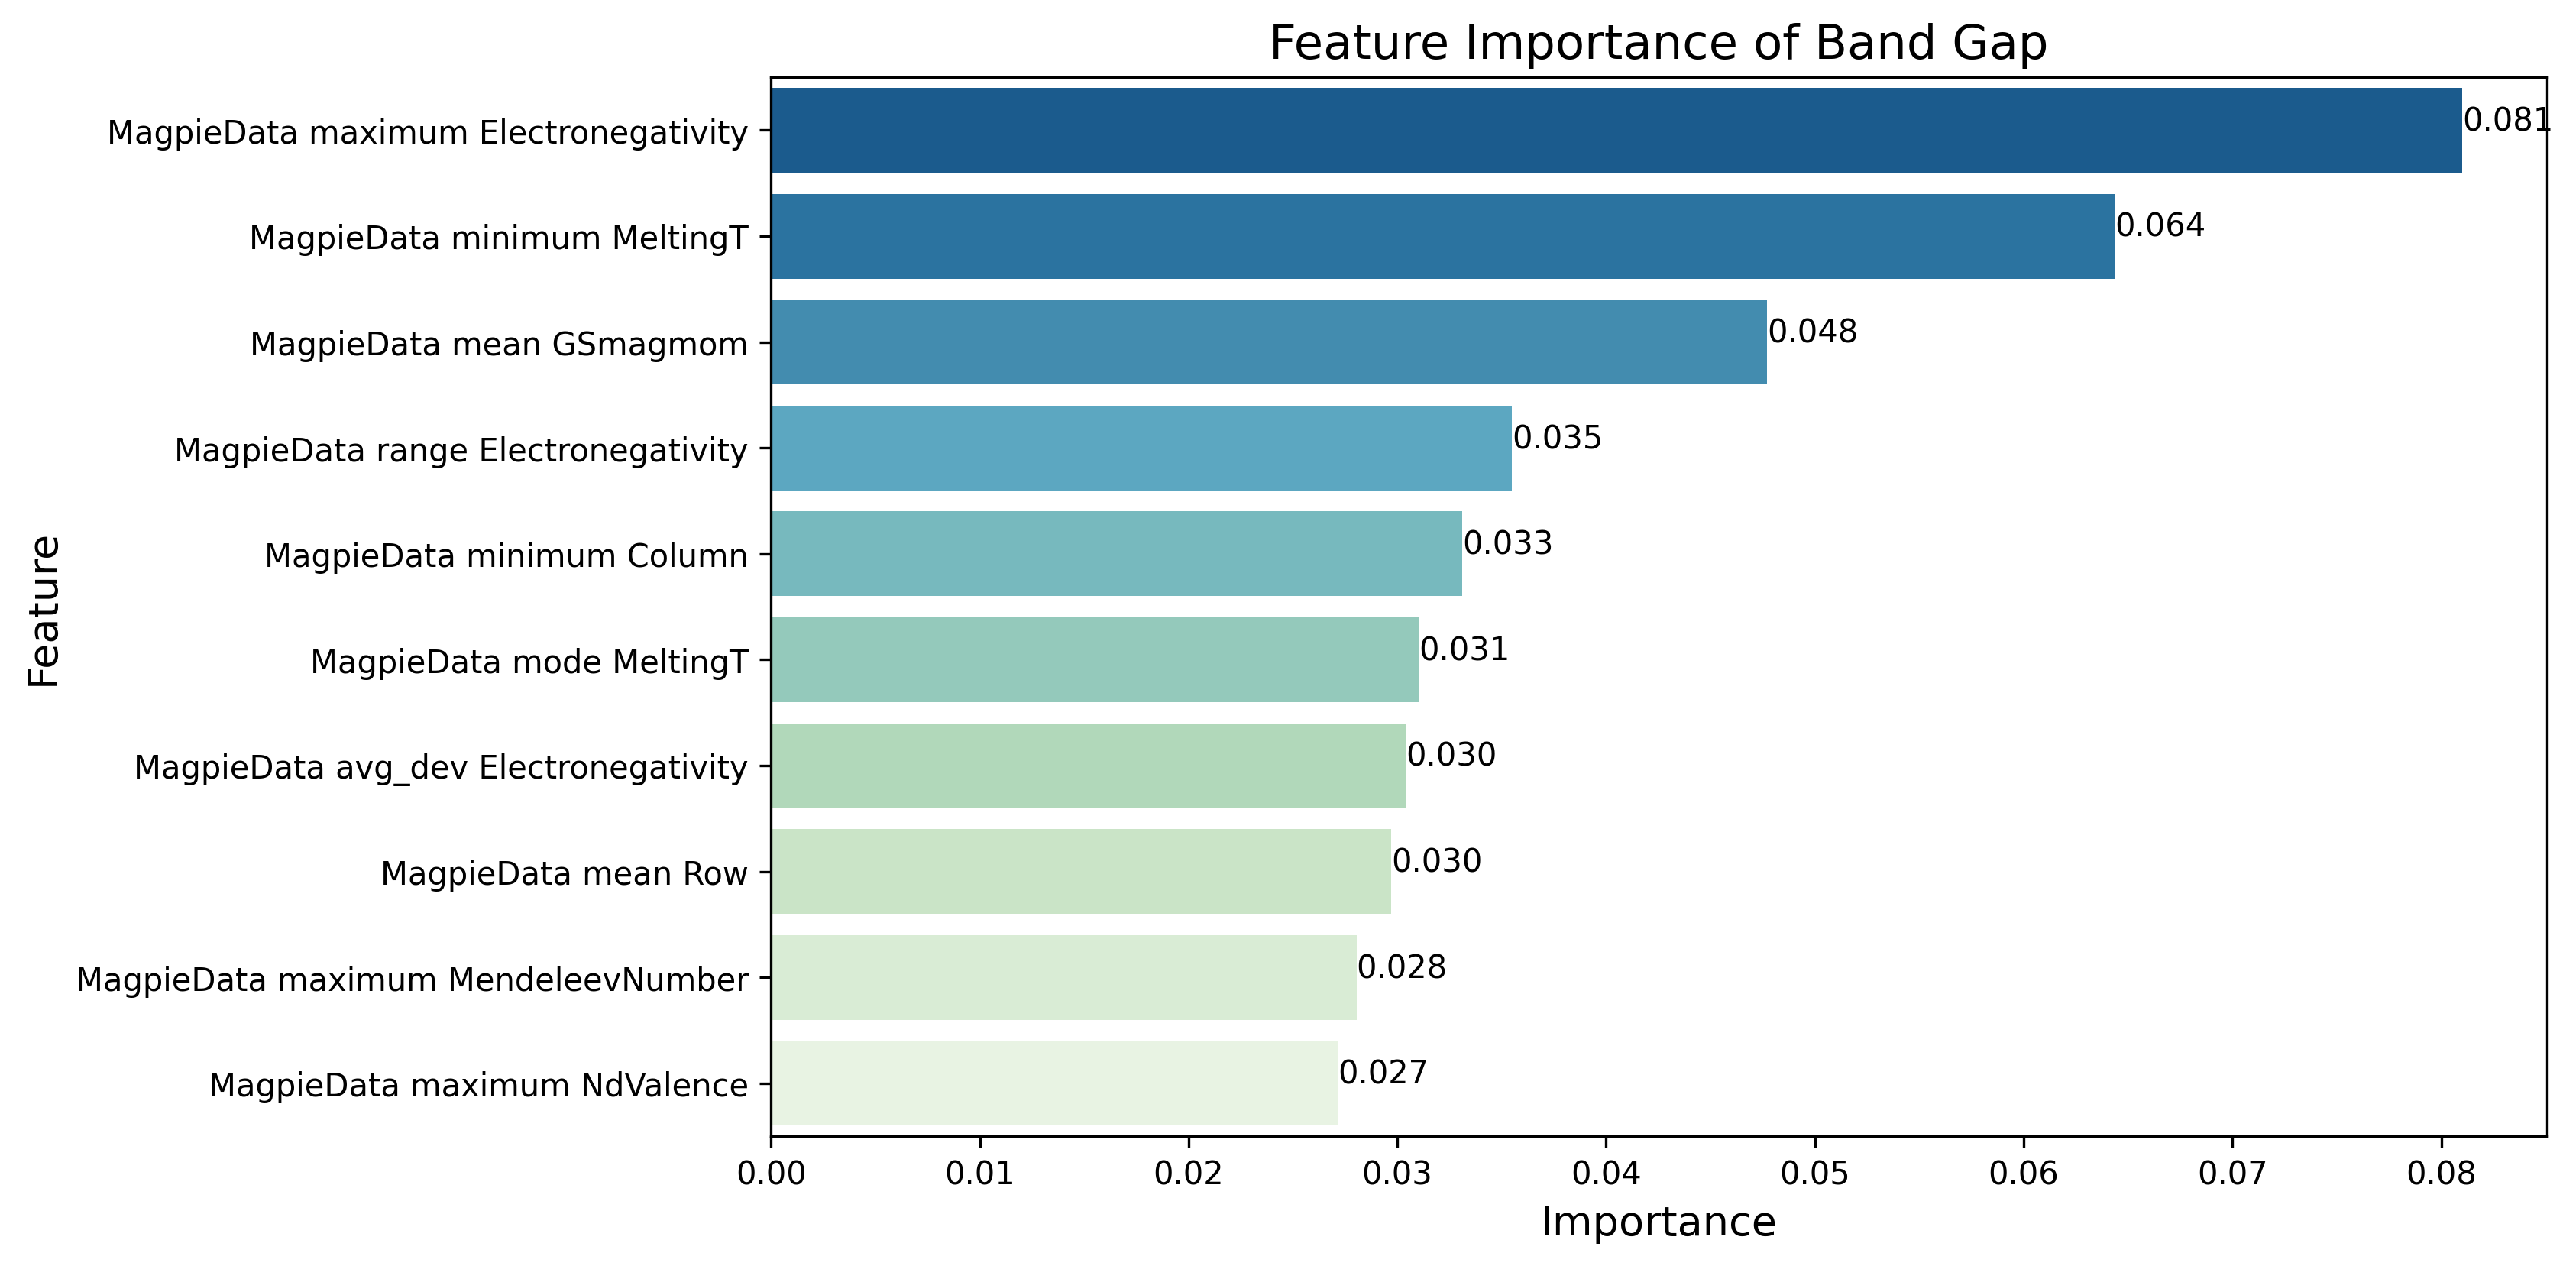 Feature Importance of Band Gap
MagpieData maximum Electronegativity 0.081
MagpieData minimum MeltingT 0.064
MagpieData mean GSmagmom 0.048
MagpieData range Electronegativity 0.035
MagpieData minimum Column 0.033
MagpieData mode MeltingT 0.031
MagpieData avg_dev Electronegativity 0.030
MagpieData mean Row 0.030
MagpieData maximum MendeleevNumber 0.028
MagpieData maximum NdValence 0.027
Feature
0.00 0.01 0.02 0.03 0.04 0.05 0.06 0.07 0.08
Importance